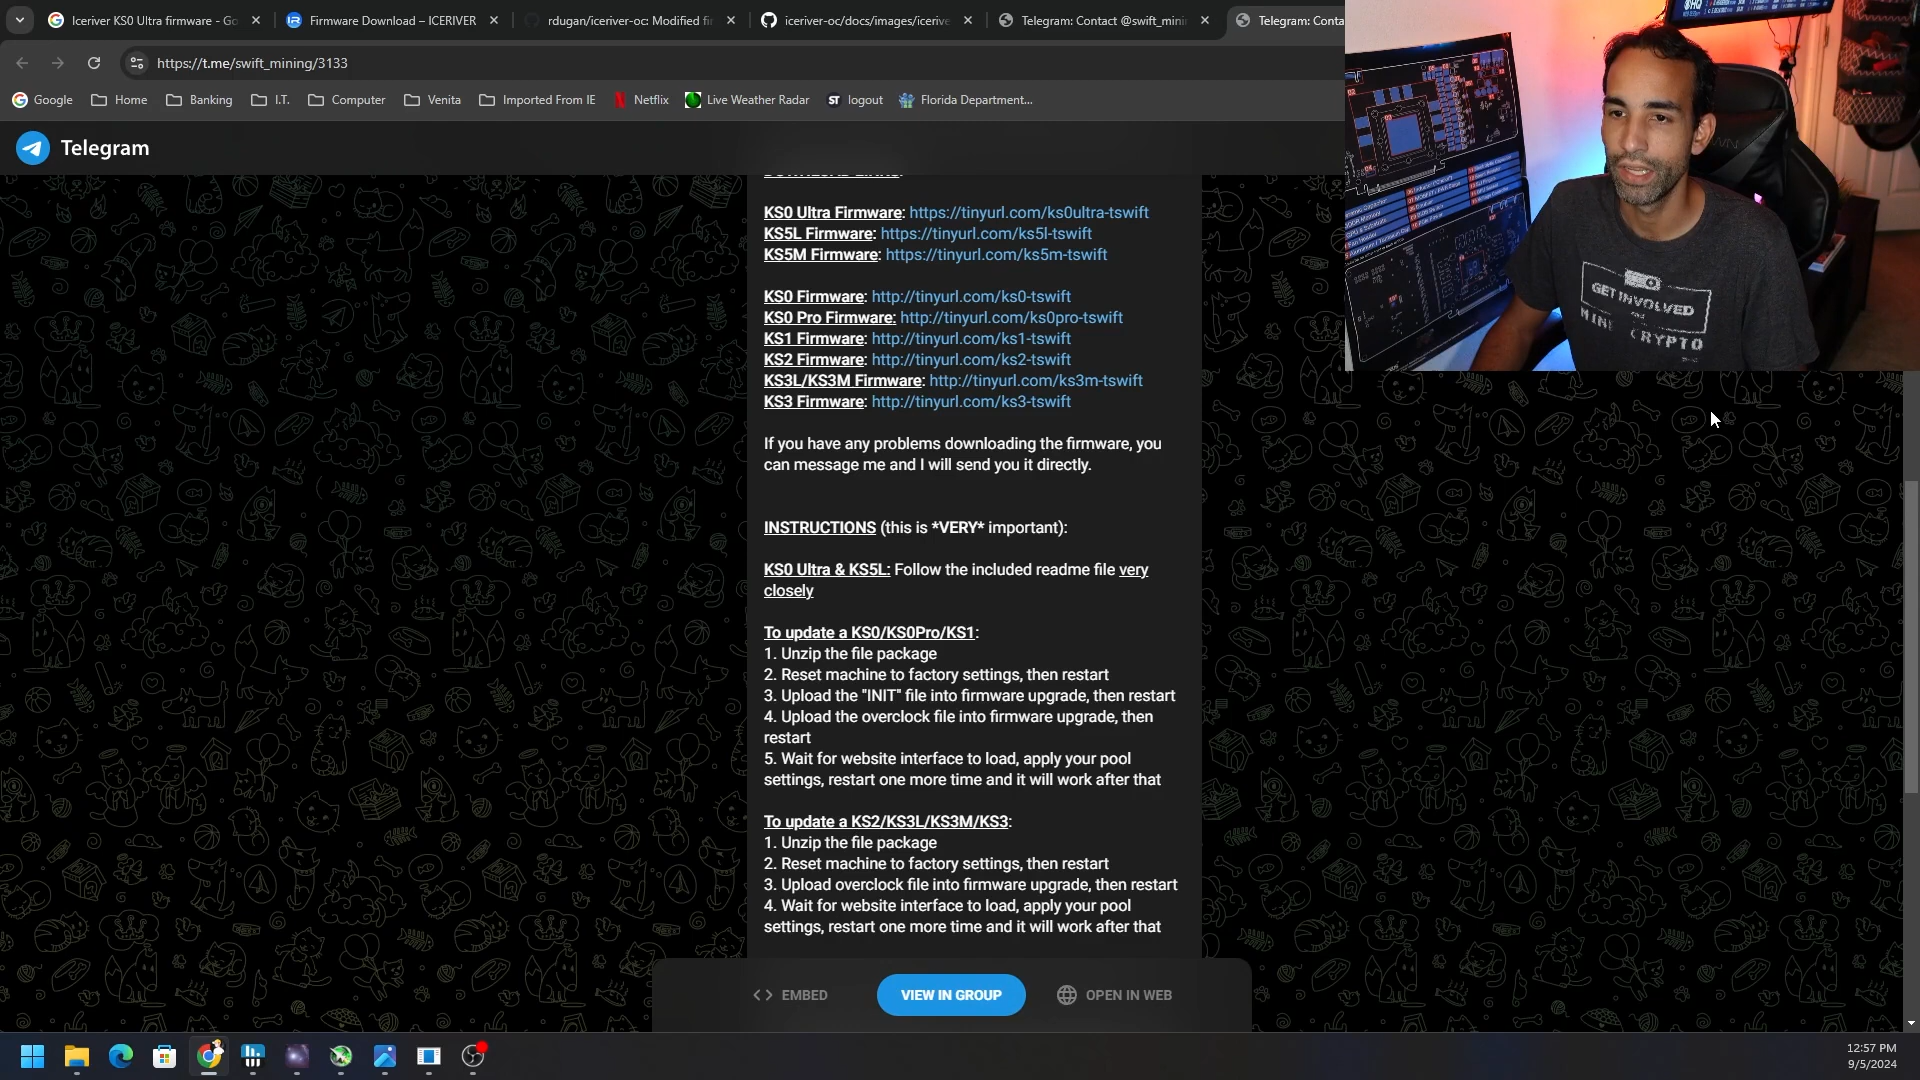 Iceriver KS0 Ultra firmware - Go
Firmware Download – ICERIVER
rdugan/iceriver-oc: Modified fi
iceriver-oc/docs/images/iceriver
Telegram: Contact @swift_mini
Telegram: Conta
https://t.me/swift_mining/3133
Google
Home
Banking
I.T.
Computer
Venita
Imported From IE
Netflix
Live Weather Radar
ST logout
Florida Department...
Telegram
DOWNLOAD LINKS:
KS0 Ultra Firmware: https://tinyurl.com/ks0ultra-tswift
KS5L Firmware: https://tinyurl.com/ks5l-tswift
KS5M Firmware: https://tinyurl.com/ks5m-tswift
KS0 Firmware: http://tinyurl.com/ks0-tswift
KS0 Pro Firmware: http://tinyurl.com/ks0pro-tswift
KS1 Firmware: http://tinyurl.com/ks1-tswift
KS2 Firmware: http://tinyurl.com/ks2-tswift
KS3L/KS3M Firmware: http://tinyurl.com/ks3m-tswift
KS3 Firmware: http://tinyurl.com/ks3-tswift
If you have any problems downloading the firmware, you
can message me and I will send you it directly.
INSTRUCTIONS (this is *VERY* important):
KS0 Ultra & KS5L: Follow the included readme file very
closely
To update a KS0/KS0Pro/KS1:
1. Unzip the file package
2. Reset machine to factory settings, then restart
3. Upload the "INIT" file into firmware upgrade, then restart
4. Upload the overclock file into firmware upgrade, then
restart
5. Wait for website interface to load, apply your pool
settings, restart one more time and it will work after that
To update a KS2/KS3L/KS3M/KS3:
1. Unzip the file package
2. Reset machine to factory settings, then restart
3. Upload overclock file into firmware upgrade, then restart
4. Wait for website interface to load, apply your pool
settings, restart one more time and it will work after that
EMBED
VIEW IN GROUP
OPEN IN WEB
GET INVOLVED
and
MINE CRYPTO
12:57 PM
9/5/2024